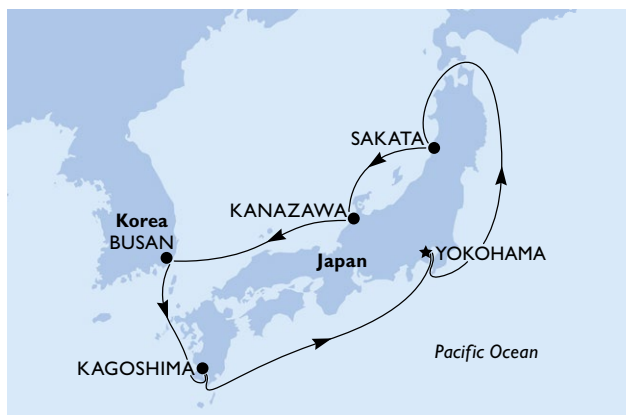 SAKATA
KANAZAWA
Korea
BUSAN
Japan
YOKOHAMA
KAGOSHIMA
Pacific Ocean